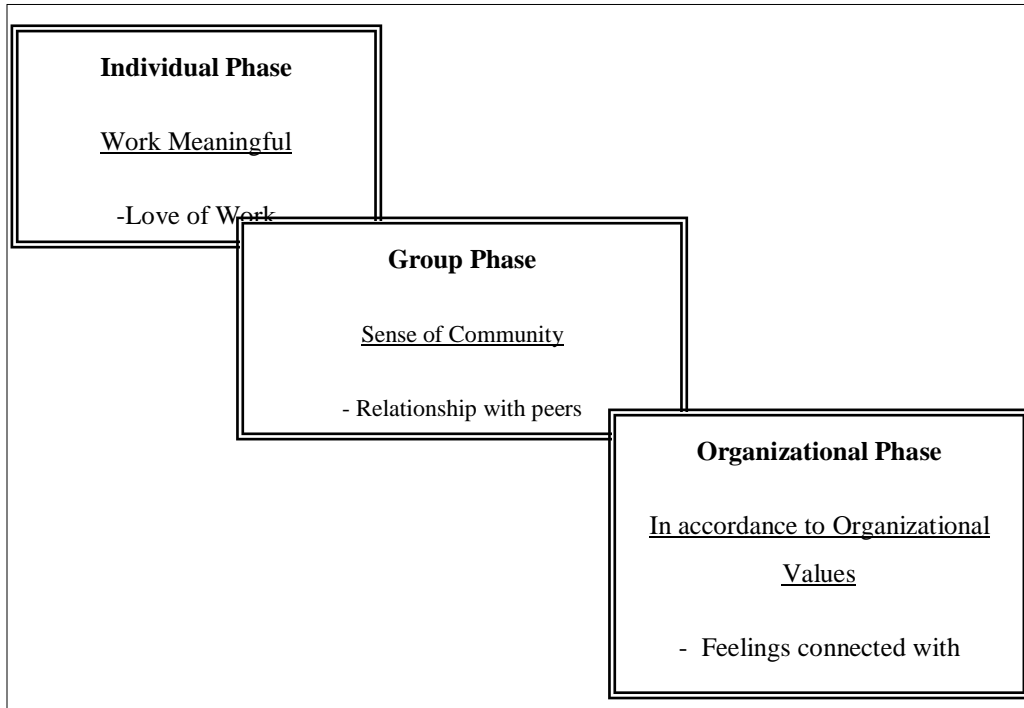 Individual Phase
Work Meaningful
-Love of Work
Group Phase
Sense of Community
- Relationship with peers
Organizational Phase
In accordance to Organizational
Values
- Feelings connected with